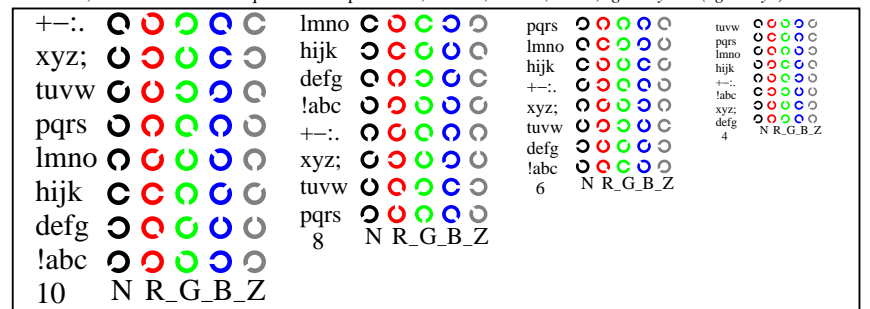 +−:.
xyz;
tuvw
pqrs
lmno
hijk
defg
!abc
10 N R_G_B_Z
lmno
hijk
defg
!abc
+−:.
xyz;
tuvw
pqrs
8 N R_G_B_Z
pqrs
lmno
hijk
+−:.
xyz;
tuvw
defg
!abc
6 N R_G_B_Z
tuvw
pqrs
lmno
hijk
+−:.
!abc
xyz;
defg
4 N R_G_B_Z